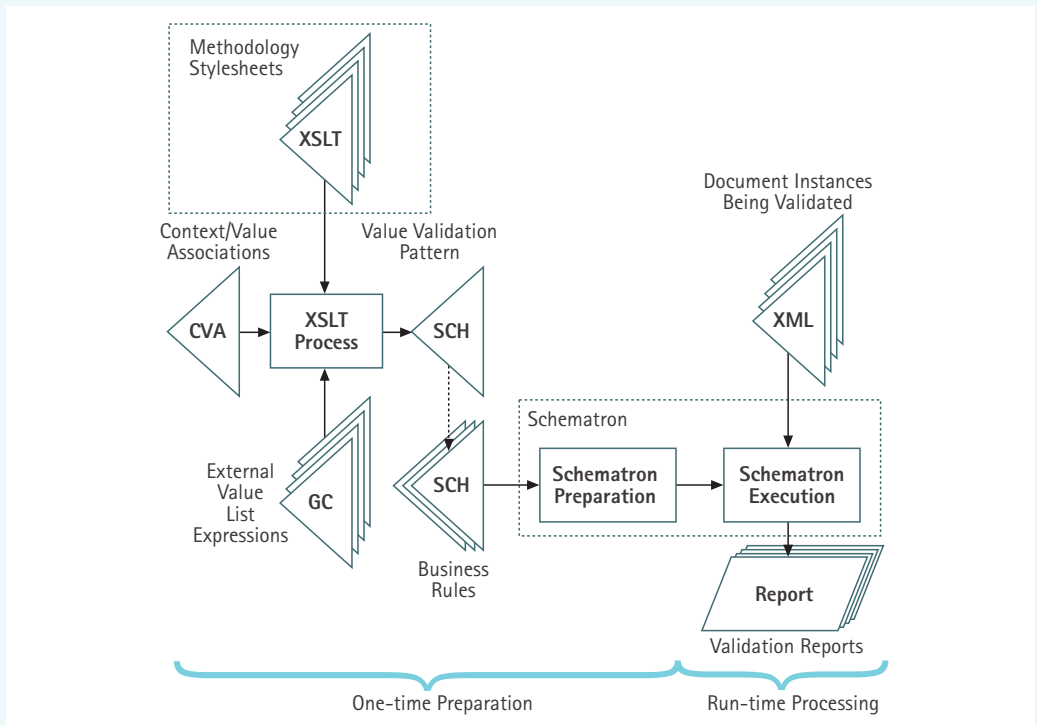 Methodology
Stylesheets
XSLT
Document Instances
Being Validated
Context/Value
Associations
Value Validation
Pattern
CVA
XSLT
Process
SCH
XML
Schematron
External
Value
List
Expressions
GC
SCH
Schematron
Preparation
Schematron
Execution
Business
Rules
Report
Validation Reports
One-time Preparation
Run-time Processing